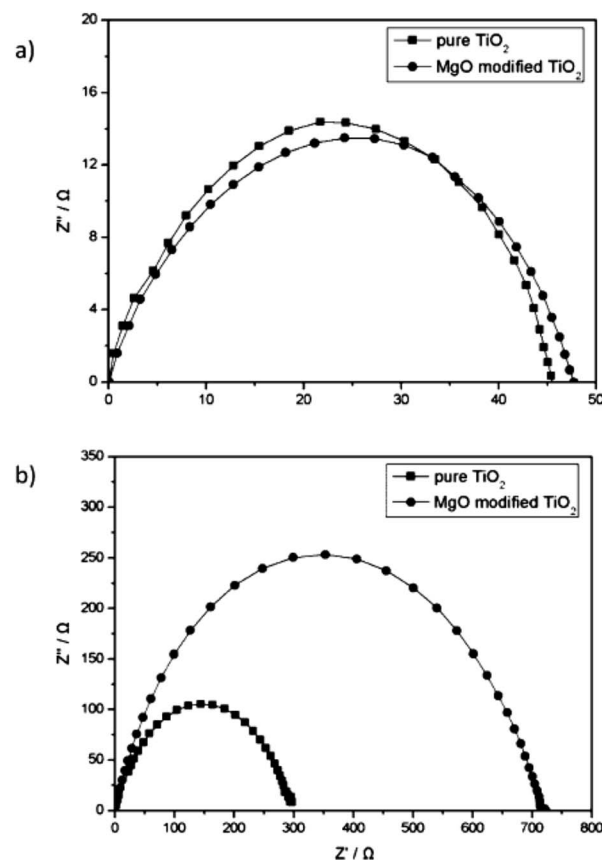 a)
20
16
12
8
4
0
Z" / Ω
pure TiO₂
MgO modified TiO₂
0 10 20 30 40 50
b)
350
300
250
200
150
100
50
0
Z" / Ω
pure TiO₂
MgO modified TiO₂
0 100 200 300 400 500 600 700 800
Z' / Ω